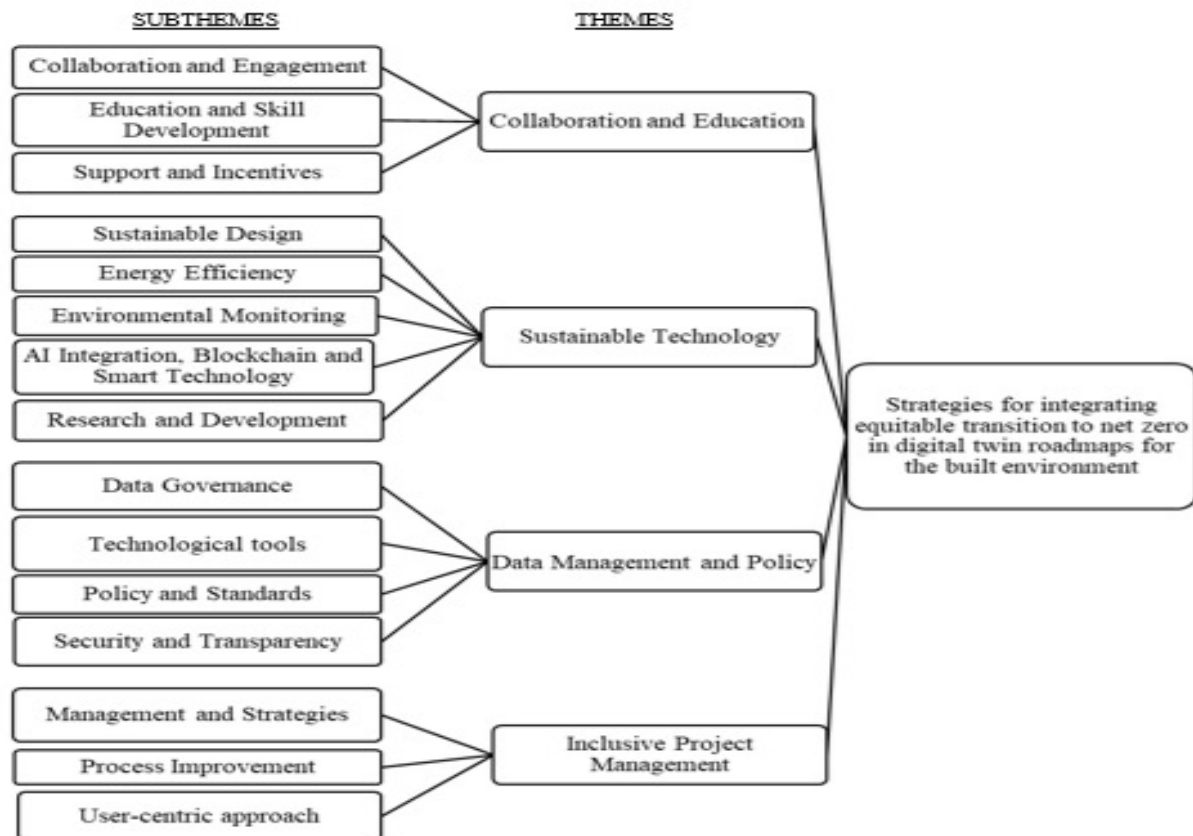 SUBTHEMES
THEMES
Collaboration and Engagement
Education and Skill
Development
Support and Incentives
Collaboration and Education
Sustainable Design
Energy Efficiency
Environmental Monitoring
AI Integration, Blockchain and
Smart Technology
Research and Development
Sustainable Technology
Data Governance
Technological tools
Policy and Standards
Security and Transparency
Data Management and Policy
Management and Strategies
Process Improvement
User-centric approach
Inclusive Project
Management
Strategies for integrating
equitable transition to net zero
in digital twin roadmaps for
the built environment